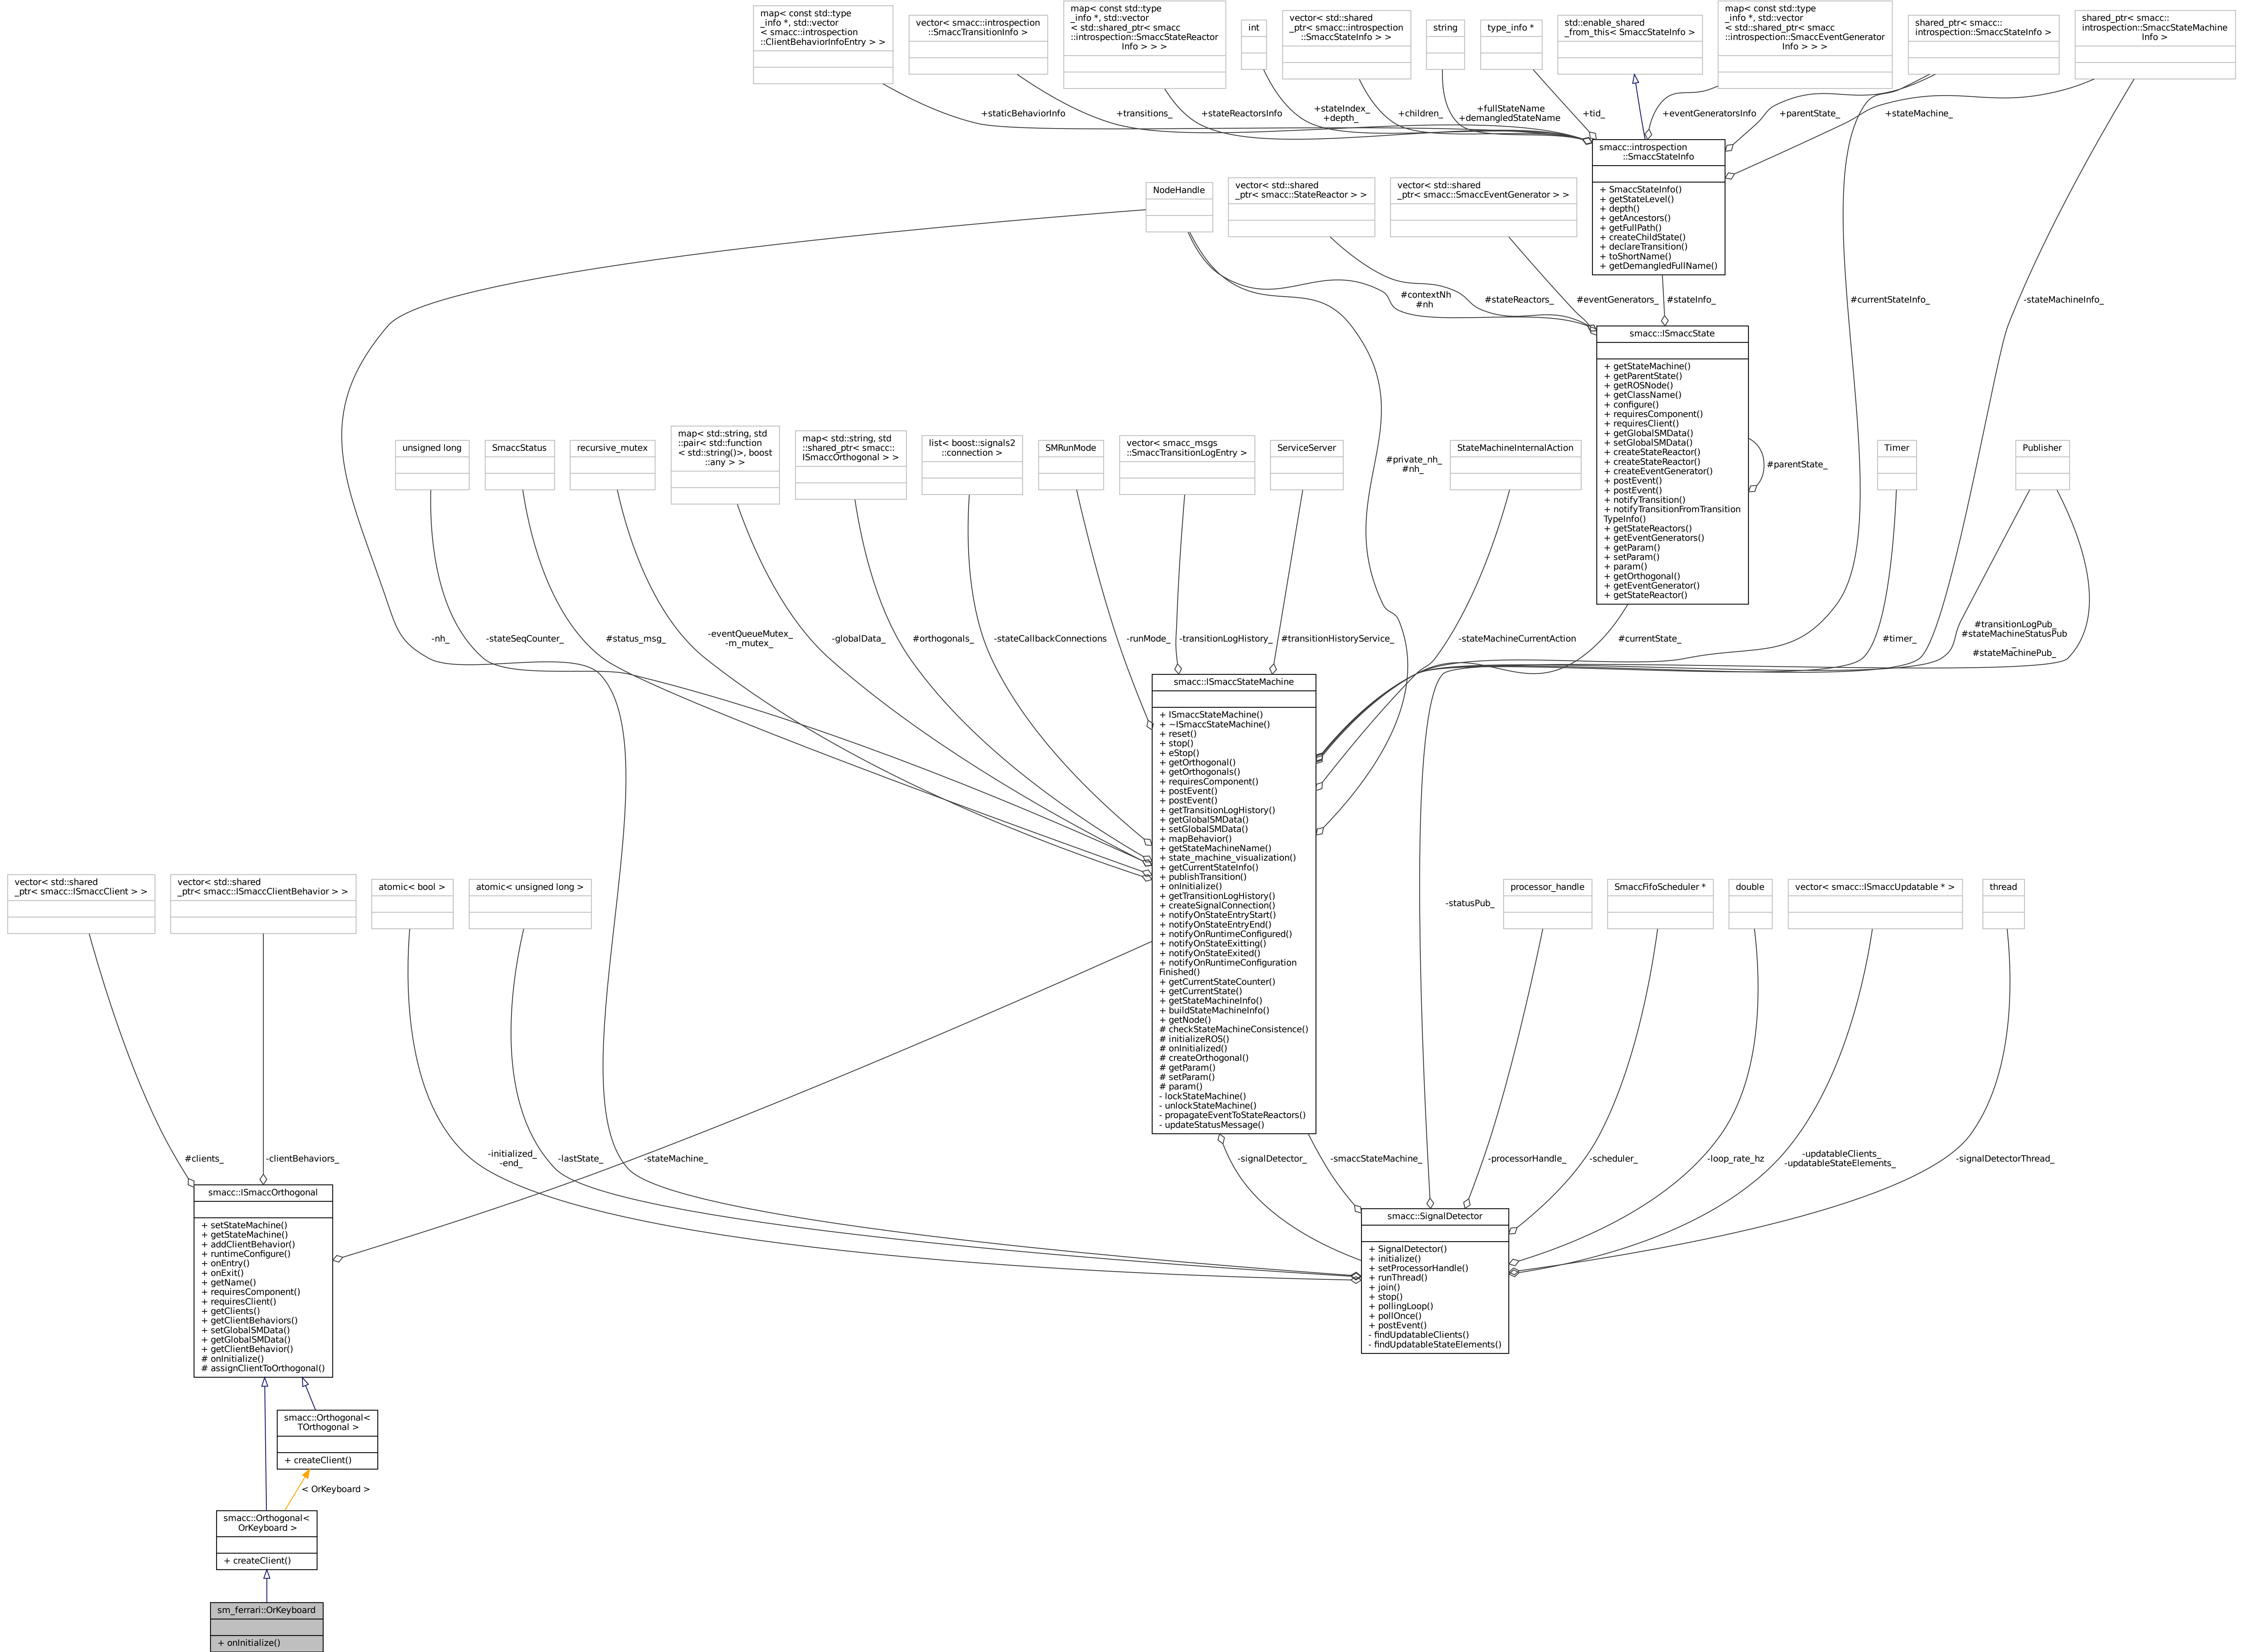 map< const std::type
_info *, std::vector
< smacc::introspection
::ClientBehaviorInfoEntry > >
vector< smacc::introspection
::SmaccTransitionInfo >
map< const std::type
_info *, std::vector
< std::shared_ptr< smacc
::introspection::SmaccStateReactor
Info > > >
int
vector< std::shared
_ptr< smacc::introspection
::SmaccStateInfo > >
string
type_info *
std::enable_shared
_from_this< SmaccStateInfo >
map< const std::type
_info *, std::vector
< std::shared_ptr< smacc
::introspection::SmaccEventGenerator
Info > > >
shared_ptr< smacc::
introspection::SmaccStateInfo >
shared_ptr< smacc::
introspection::SmaccStateMachine
Info >
+staticBehaviorInfo
+transitions_
+stateReactorsInfo
+stateIndex_
+depth_
+children_
+fullStateName
+demangledStateName
+tid_
+eventGeneratorsInfo
+parentState_
+stateMachine_
smacc::introspection
::SmaccStateInfo
+ SmaccStateInfo()
+ getStateLevel()
+ depth()
+ getAncestors()
+ getFullPath()
+ createChildState()
+ declareTransition()
+ toShortName()
+ getDemangledFullName()
NodeHandle
vector< std::shared
_ptr< smacc::StateReactor > >
vector< std::shared
_ptr< smacc::SmaccEventGenerator > >
#contextNh
#nh
#stateReactors_
#eventGenerators_
#stateInfo_
#currentStateInfo_
-stateMachineInfo_
smacc::ISmaccState
+ getStateMachine()
+ getParentState()
+ getROSNode()
+ getClassName()
+ configure()
+ requiresComponent()
+ requiresClient()
+ getGlobalSMData()
+ setGlobalSMData()
+ createStateReactor()
+ createStateReactor()
+ createEventGenerator()
+ postEvent()
+ postEvent()
+ notifyTransition()
+ notifyTransitionFromTransition
TypeInfo()
+ getStateReactors()
+ getEventGenerators()
+ getParam()
+ setParam()
+ param()
+ getOrthogonal()
+ getEventGenerator()
+ getStateReactor()
#parentState_
unsigned long
SmaccStatus
recursive_mutex
map< std::string, std
::pair< std::function
< std::string()>, boost
::any > >
map< std::string, std
::shared_ptr< smacc::
ISmaccOrthogonal > >
list< boost::signals2
::connection >
SMRunMode
vector< smacc_msgs
::SmaccTransitionLogEntry >
ServiceServer
#private_nh_
#nh_
StateMachineInternalAction
Timer
Publisher
-nh_
-stateSeqCounter_
#status_msg_
-eventQueueMutex_
-m_mutex_
-globalData_
#orthogonals_
-stateCallbackConnections
-runMode_
-transitionLogHistory_
#transitionHistoryService_
-stateMachineCurrentAction
#currentState_
#timer_
#transitionLogPub_
#stateMachineStatusPub
_
#stateMachinePub_
smacc::ISmaccStateMachine
+ ISmaccStateMachine()
+ ~ISmaccStateMachine()
+ reset()
+ stop()
+ eStop()
+ getOrthogonal()
+ getOrthogonals()
+ requiresComponent()
+ postEvent()
+ postEvent()
+ getTransitionLogHistory()
+ getGlobalSMData()
+ setGlobalSMData()
+ mapBehavior()
+ getStateMachineName()
+ state_machine_visualization()
+ getCurrentStateInfo()
+ publishTransition()
+ onInitialize()
+ getTransitionLogHistory()
+ createSignalConnection()
+ notifyOnStateEntryStart()
+ notifyOnStateEntryEnd()
+ notifyOnRuntimeConfigured()
+ notifyOnStateExitting()
+ notifyOnStateExited()
+ notifyOnRuntimeConfiguration
Finished()
+ getCurrentStateCounter()
+ getCurrentState()
+ getStateMachineInfo()
+ buildStateMachineInfo()
+ getNode()
# checkStateMachineConsistence()
# initializeROS()
# onInitialized()
# createOrthogonal()
# getParam()
# setParam()
# param()
- lockStateMachine()
- unlockStateMachine()
- propagateEventToStateReactors()
- updateStatusMessage()
vector< std::shared
_ptr< smacc::ISmaccClient > >
vector< std::shared
_ptr< smacc::ISmaccClientBehavior > >
atomic< bool >
atomic< unsigned long >
-statusPub_
processor_handle
SmaccFifoScheduler *
double
vector< smacc::ISmaccUpdatable * >
thread
#clients_
-clientBehaviors_
-initialized_
-end_
-lastState_
-stateMachine_
-signalDetector_
-smaccStateMachine_
-processorHandle_
-scheduler_
-loop_rate_hz
-updatableClients_
-updatableStateElements_
-signalDetectorThread_
smacc::ISmaccOrthogonal
+ setStateMachine()
+ getStateMachine()
+ addClientBehavior()
+ runtimeConfigure()
+ onEntry()
+ onExit()
+ getName()
+ requiresComponent()
+ requiresClient()
+ getClients()
+ getClientBehaviors()
+ setGlobalSMData()
+ getGlobalSMData()
+ getClientBehavior()
# onInitialize()
# assignClientToOrthogonal()
smacc::SignalDetector
+ SignalDetector()
+ initialize()
+ setProcessorHandle()
+ runThread()
+ join()
+ stop()
+ pollingLoop()
+ pollOnce()
+ postEvent()
- findUpdatableClients()
- findUpdatableStateElements()
smacc::Orthogonal<
TOrthogonal >
+ createClient()
< OrKeyboard >
smacc::Orthogonal<
OrKeyboard >
+ createClient()
sm_ferrari::OrKeyboard
+ onInitialize()